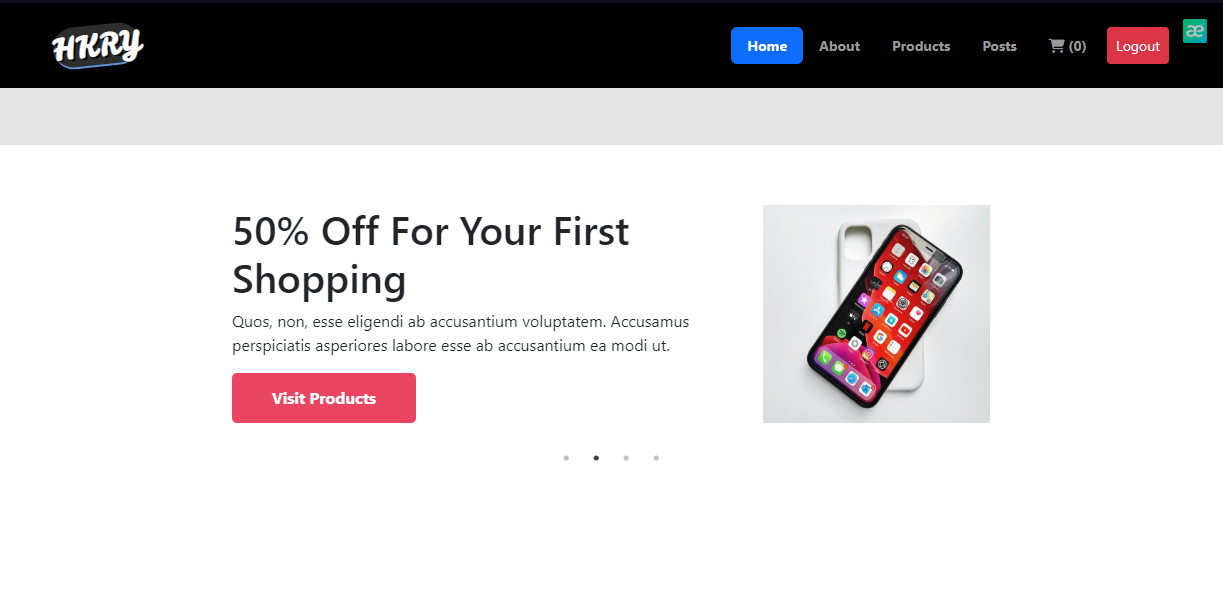 HKRY
Home About Products Posts (0) Logout
æ
50% Off For Your First
Shopping
Quos, non, esse eligendi ab accusantium voluptatem. Accusamus
perspiciatis asperiores labore esse ab accusantium ea modi ut.
Visit Products